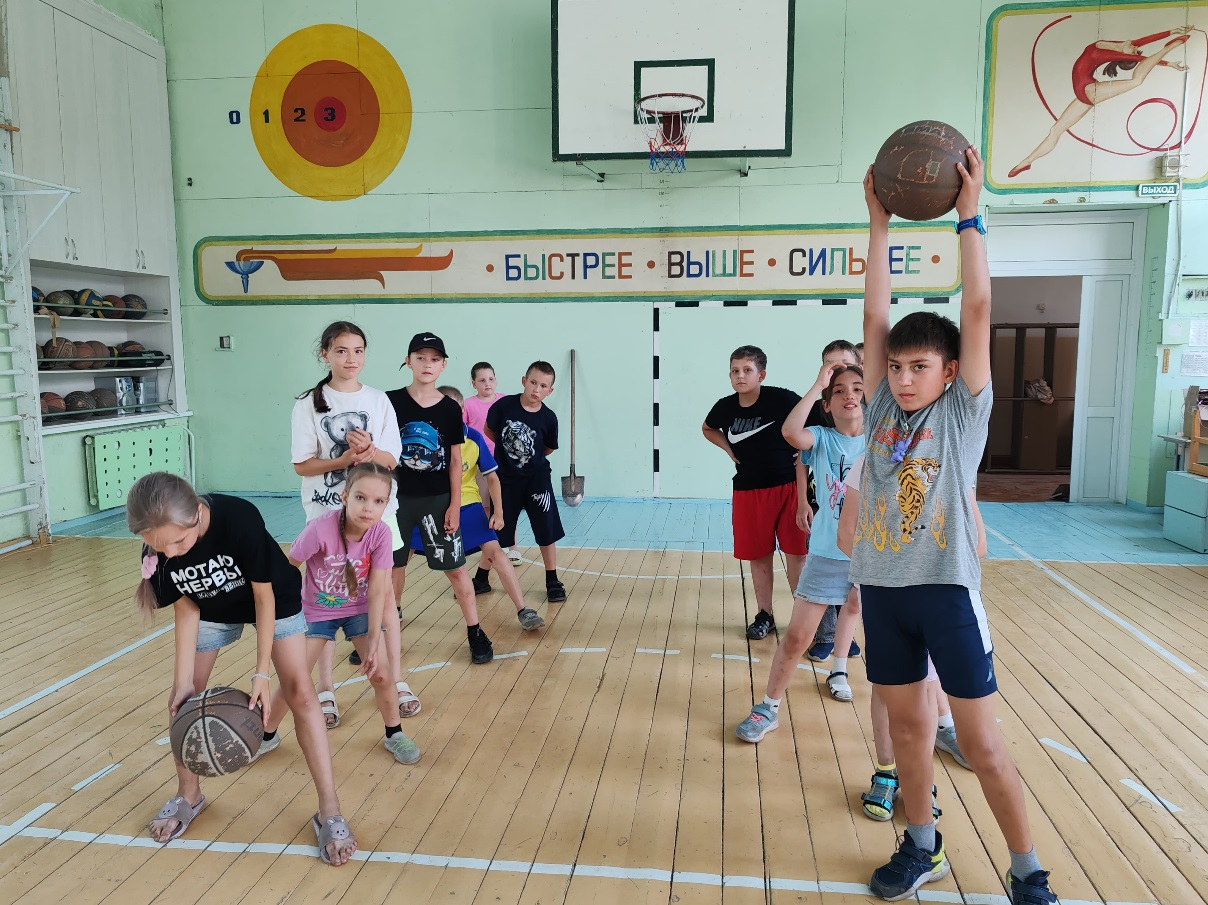 0 1 2 3
• БЫСТРЕЕ • ВЫШЕ • СИЛЬНЕЕ •
ВЫХОД
NIKE
МОТАЮ
НЕРВЫ